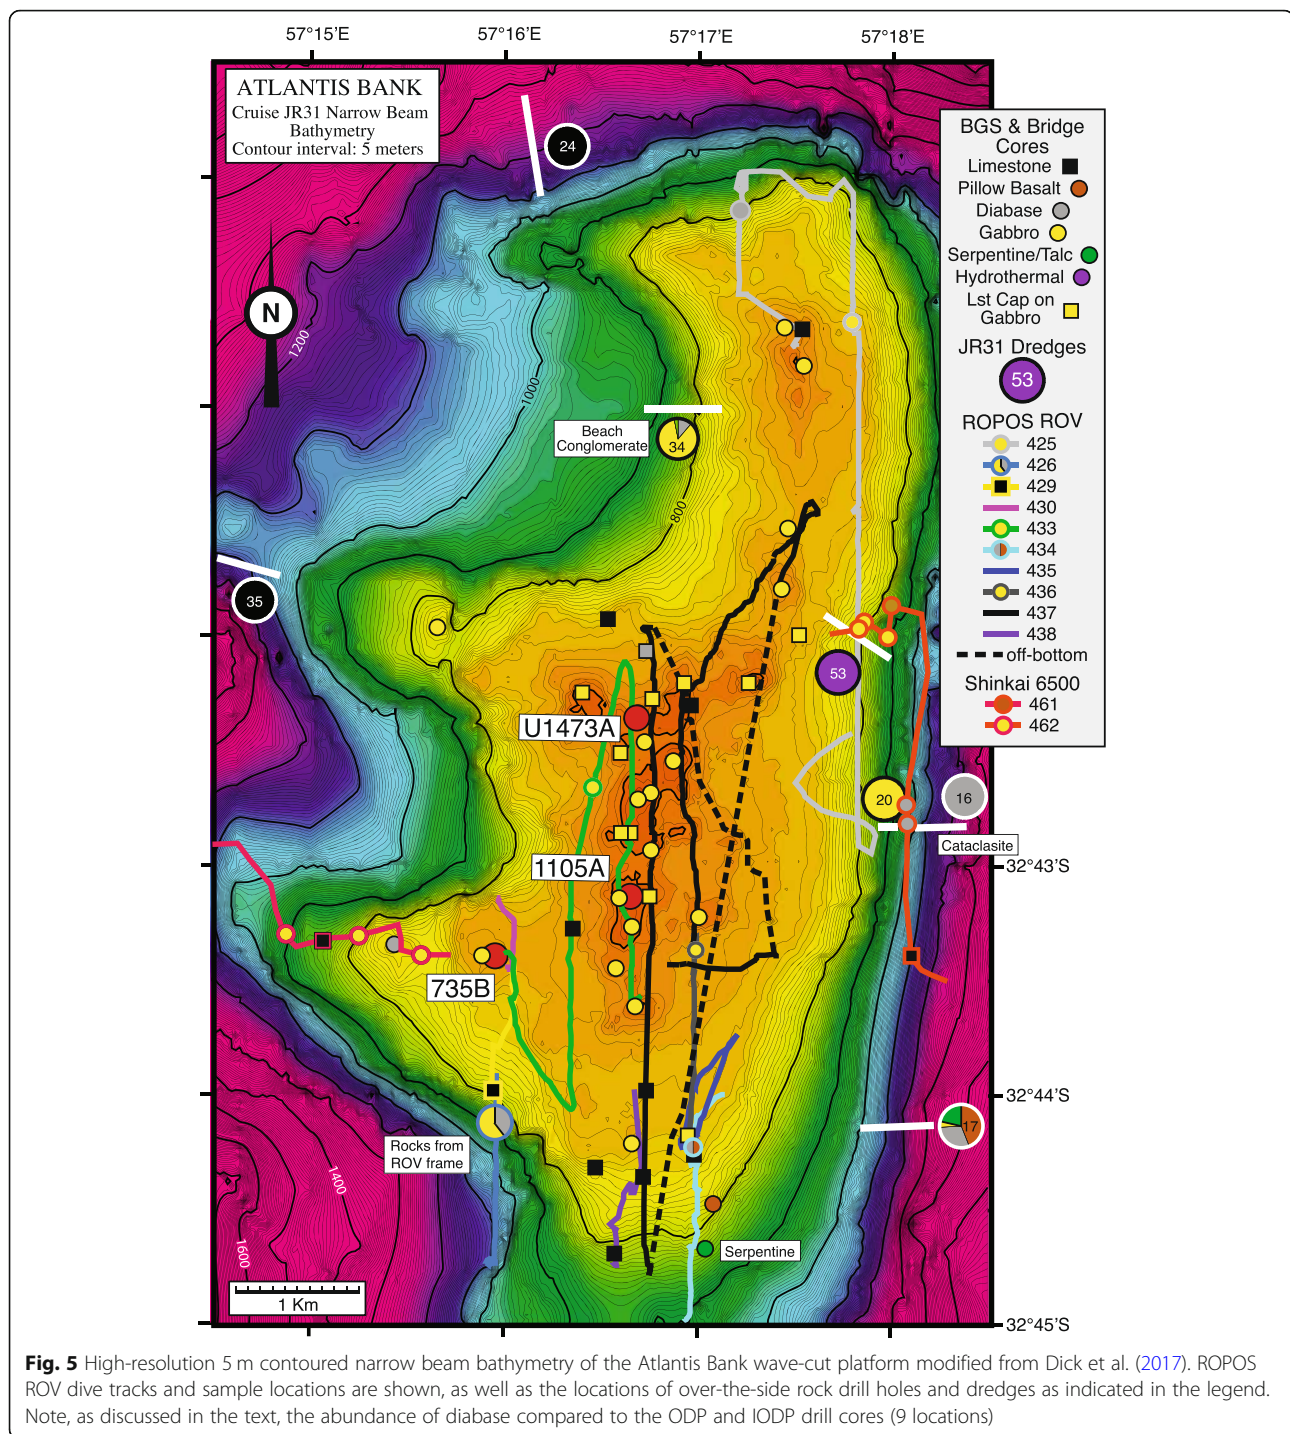 57°15'E
57°16'E
57°17'E
57°18'E
ATLANTIS BANK
Cruise JR31 Narrow Beam
Bathymetry
Contour interval: 5 meters
24
N
1200
1000
Beach
Conglomerate
34
800
35
53
U1473A
20
16
Cataclasite
1105A
32°43'S
735B
32°44'S
Rocks from
ROV frame
17
1400
1600
Serpentine
1 Km
32°45'S
BGS & Bridge
Cores
Limestone
Pillow Basalt
Diabase
Gabbro
Serpentine/Talc
Hydrothermal
Lst Cap on
Gabbro
JR31 Dredges
53
ROPOS ROV
425
426
429
430
433
434
435
436
437
438
off-bottom
Shinkai 6500
461
462
Fig. 5 High-resolution 5 m contoured narrow beam bathymetry of the Atlantis Bank wave-cut platform modified from Dick et al. (2017). ROPOS
ROV dive tracks and sample locations are shown, as well as the locations of over-the-side rock drill holes and dredges as indicated in the legend.
Note, as discussed in the text, the abundance of diabase compared to the ODP and IODP drill cores (9 locations)